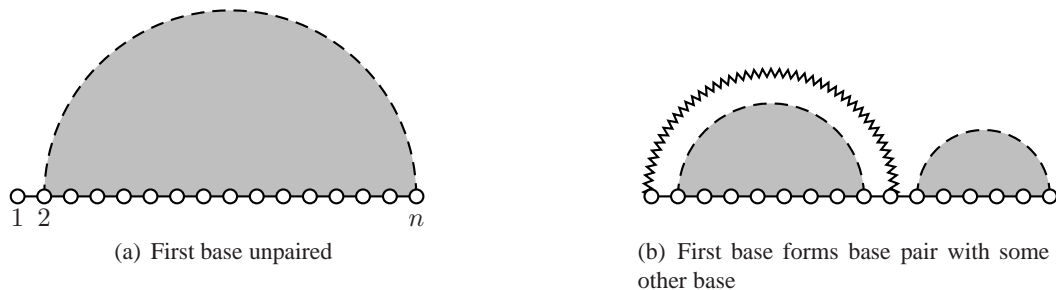 1 2 n
(a) First base unpaired
(b) First base forms base pair with some
other base